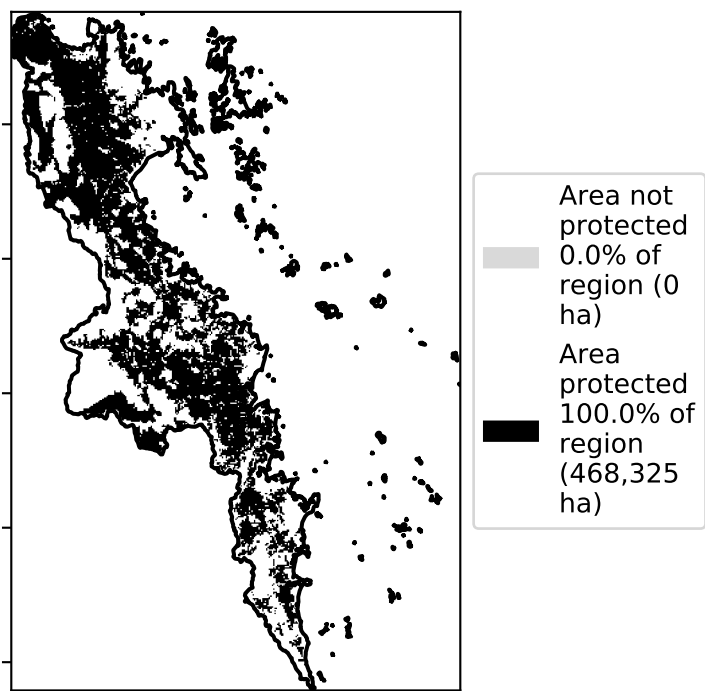 Area not
protected
0.0% of
region (0
ha)
Area
protected
100.0% of
region
(468,325
ha)